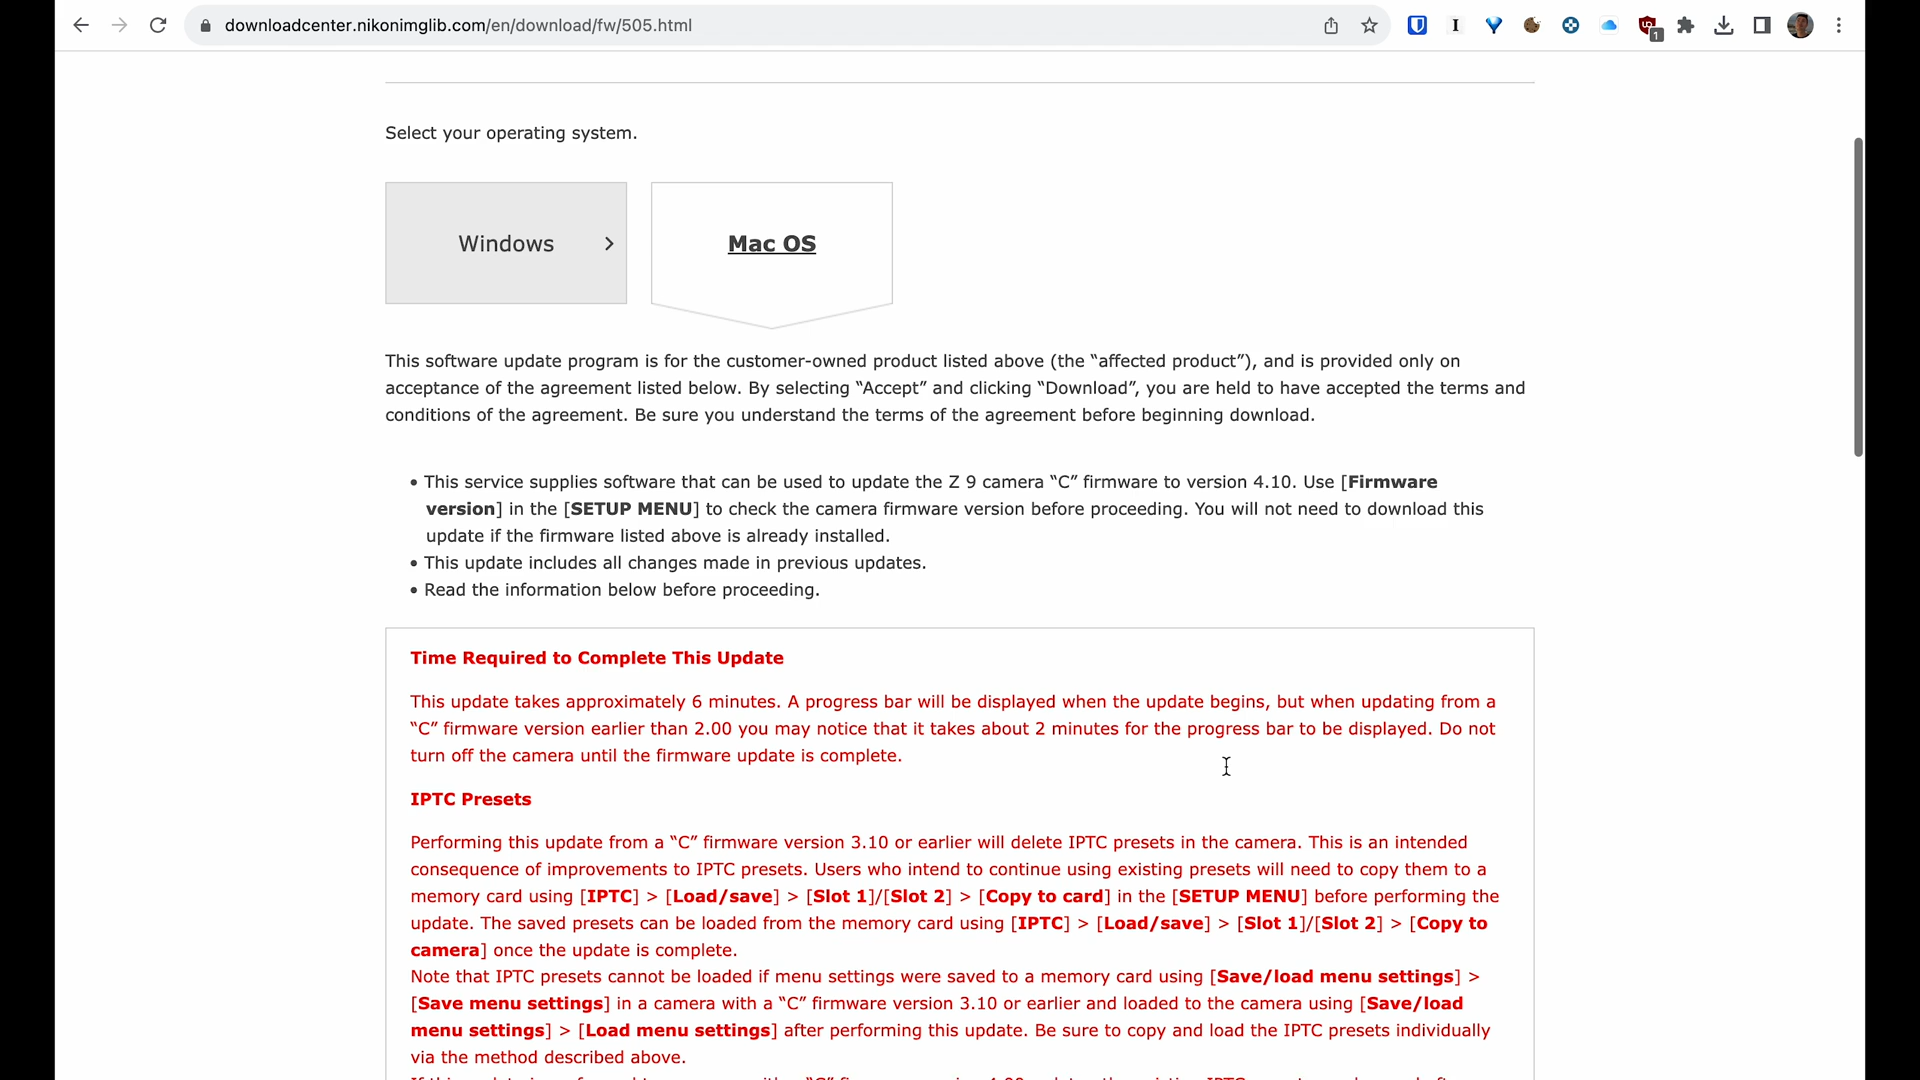 downloadcenter.nikonimglib.com/en/download/fw/505.html
1
Select your operating system.
Windows
Mac OS
This software update program is for the customer-owned product listed above (the “affected product”), and is provided only on
acceptance of the agreement listed below. By selecting “Accept” and clicking “Download”, you are held to have accepted the terms and
conditions of the agreement. Be sure you understand the terms of the agreement before beginning download.
• This service supplies software that can be used to update the Z 9 camera “C” firmware to version 4.10. Use [Firmware
version] in the [SETUP MENU] to check the camera firmware version before proceeding. You will not need to download this
update if the firmware listed above is already installed.
• This update includes all changes made in previous updates.
• Read the information below before proceeding.
Time Required to Complete This Update
This update takes approximately 6 minutes. A progress bar will be displayed when the update begins, but when updating from a
“C” firmware version earlier than 2.00 you may notice that it takes about 2 minutes for the progress bar to be displayed. Do not
turn off the camera until the firmware update is complete.
IPTC Presets
Performing this update from a “C” firmware version 3.10 or earlier will delete IPTC presets in the camera. This is an intended
consequence of improvements to IPTC presets. Users who intend to continue using existing presets will need to copy them to a
memory card using [IPTC] > [Load/save] > [Slot 1]/[Slot 2] > [Copy to card] in the [SETUP MENU] before performing the
update. The saved presets can be loaded from the memory card using [IPTC] > [Load/save] > [Slot 1]/[Slot 2] > [Copy to
camera] once the update is complete.
Note that IPTC presets cannot be loaded if menu settings were saved to a memory card using [Save/load menu settings] >
[Save menu settings] in a camera with a “C” firmware version 3.10 or earlier and loaded to the camera using [Save/load
menu settings] > [Load menu settings] after performing this update. Be sure to copy and load the IPTC presets individually
via the method described above.